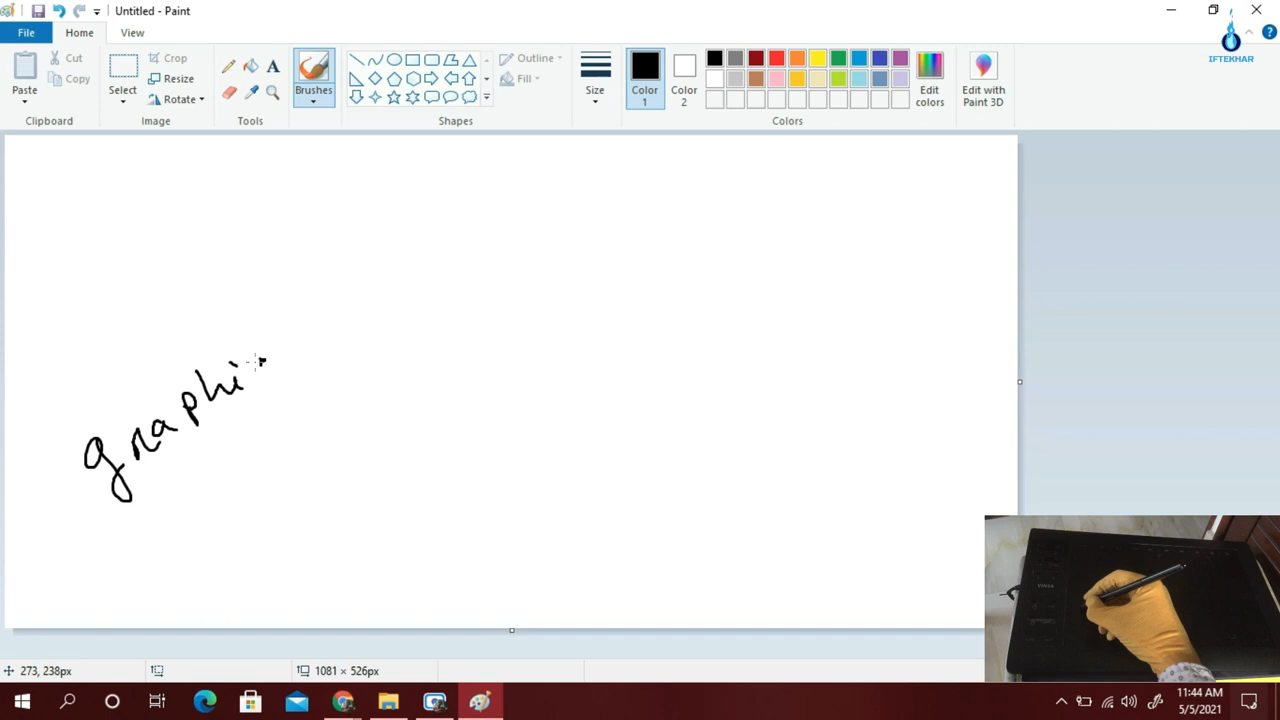 Untitled - Paint
IFTEKHAR
File
Home
View
Paste
Cut
Copy
Clipboard
Select
Crop
Resize
Rotate
Image
A
Tools
Brushes
Shapes
Outline
Fill
Size
Color 1
Color 2
Edit colors
Colors
Edit with Paint 3D
graphi
273, 238px
1081 × 526px
11:44 AM
5/5/2021